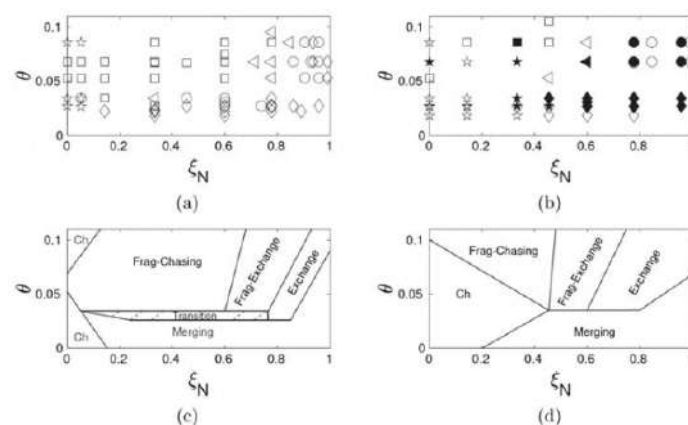 0.1
0.05
0
θ
0 0.2 0.4 0.6 0.8 1
ξN
(a)
0.1
0.05
0
θ
0 0.2 0.4 0.6 0.8 1
ξN
(b)
0.1
0.05
0
θ
Ch
Frag-Chasing
Frag-Exchange
Exchange
Transition
Merging
Ch
0 0.2 0.4 0.6 0.8 1
ξN
(c)
0.1
0.05
0
θ
Frag-Chasing
Ch
Frag-Exchange
Exchange
Merging
0 0.2 0.4 0.6 0.8 1
ξN
(d)